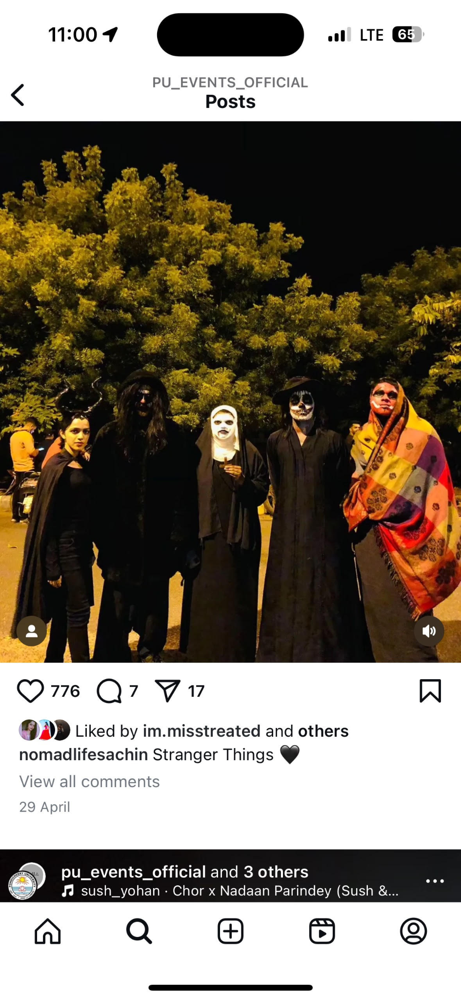 11:00 LTE 65
PU_EVENTS_OFFICIAL
Posts
776 7 17
Liked by im.misstreated and others
nomadlifesachin Stranger Things 🖤
View all comments
29 April
pu_events_official and 3 others
sush_yohan · Chor x Nadaan Parindey (Sush &...